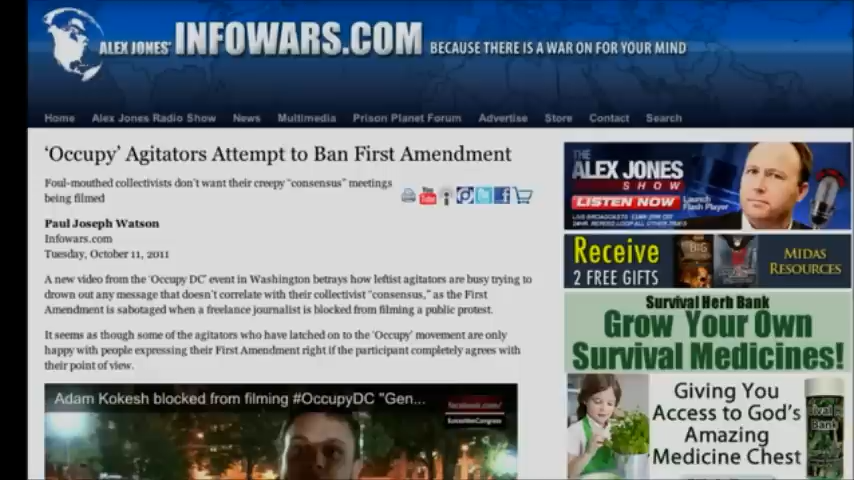 ALEX JONES' INFOWARS.COM BECAUSE THERE IS A WAR ON FOR YOUR MIND
Home Alex Jones Radio Show News Multimedia Prison Planet Forum Advertise Store Contact Search
‘Occupy’ Agitators Attempt to Ban First Amendment
Foul-mouthed collectivists don’t want their creepy “consensus” meetings
being filmed
You
Tube
Paul Joseph Watson
Infowars.com
Tuesday, October 11, 2011
A new video from the ‘Occupy DC’ event in Washington betrays how leftist agitators are busy trying to
drown out any message that doesn’t correlate with their collectivist “consensus,” as the First
Amendment is sabotaged when a freelance journalist is blocked from filming a public protest.
It seems as though some of the agitators who have latched on to the ‘Occupy’ movement are only
happy with people expressing their First Amendment right if the participant completely agrees with
their point of view.
Adam Kokesh blocked from filming #OccupyDC "Gen...
facebook.com/
THE
ALEX JONES
SHOW
LISTEN NOW Launch
Flash Player
Receive
2 FREE GIFTS
MIDAS
RESOURCES
Survival Herb Bank
Grow Your Own
Survival Medicines!
Giving You
Access to God's
Amazing
Medicine Chest